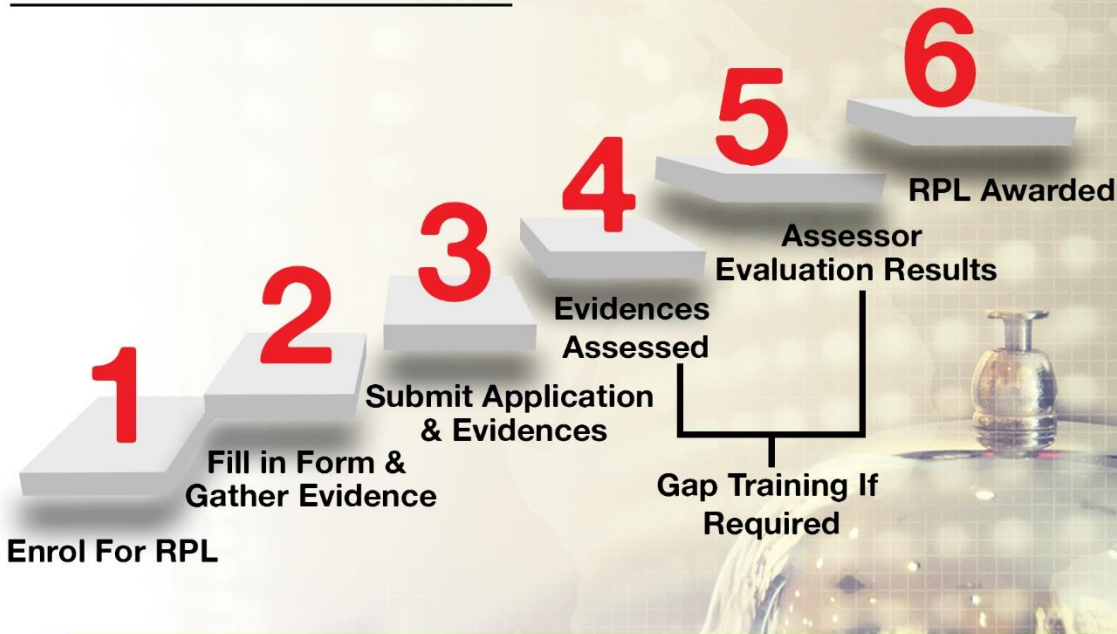 1
Enrol For RPL
2
Fill in Form &
Gather Evidence
3
Submit Application
& Evidences
4
Evidences
Assessed
5
Assessor
Evaluation Results
6
RPL Awarded
Gap Training If
Required